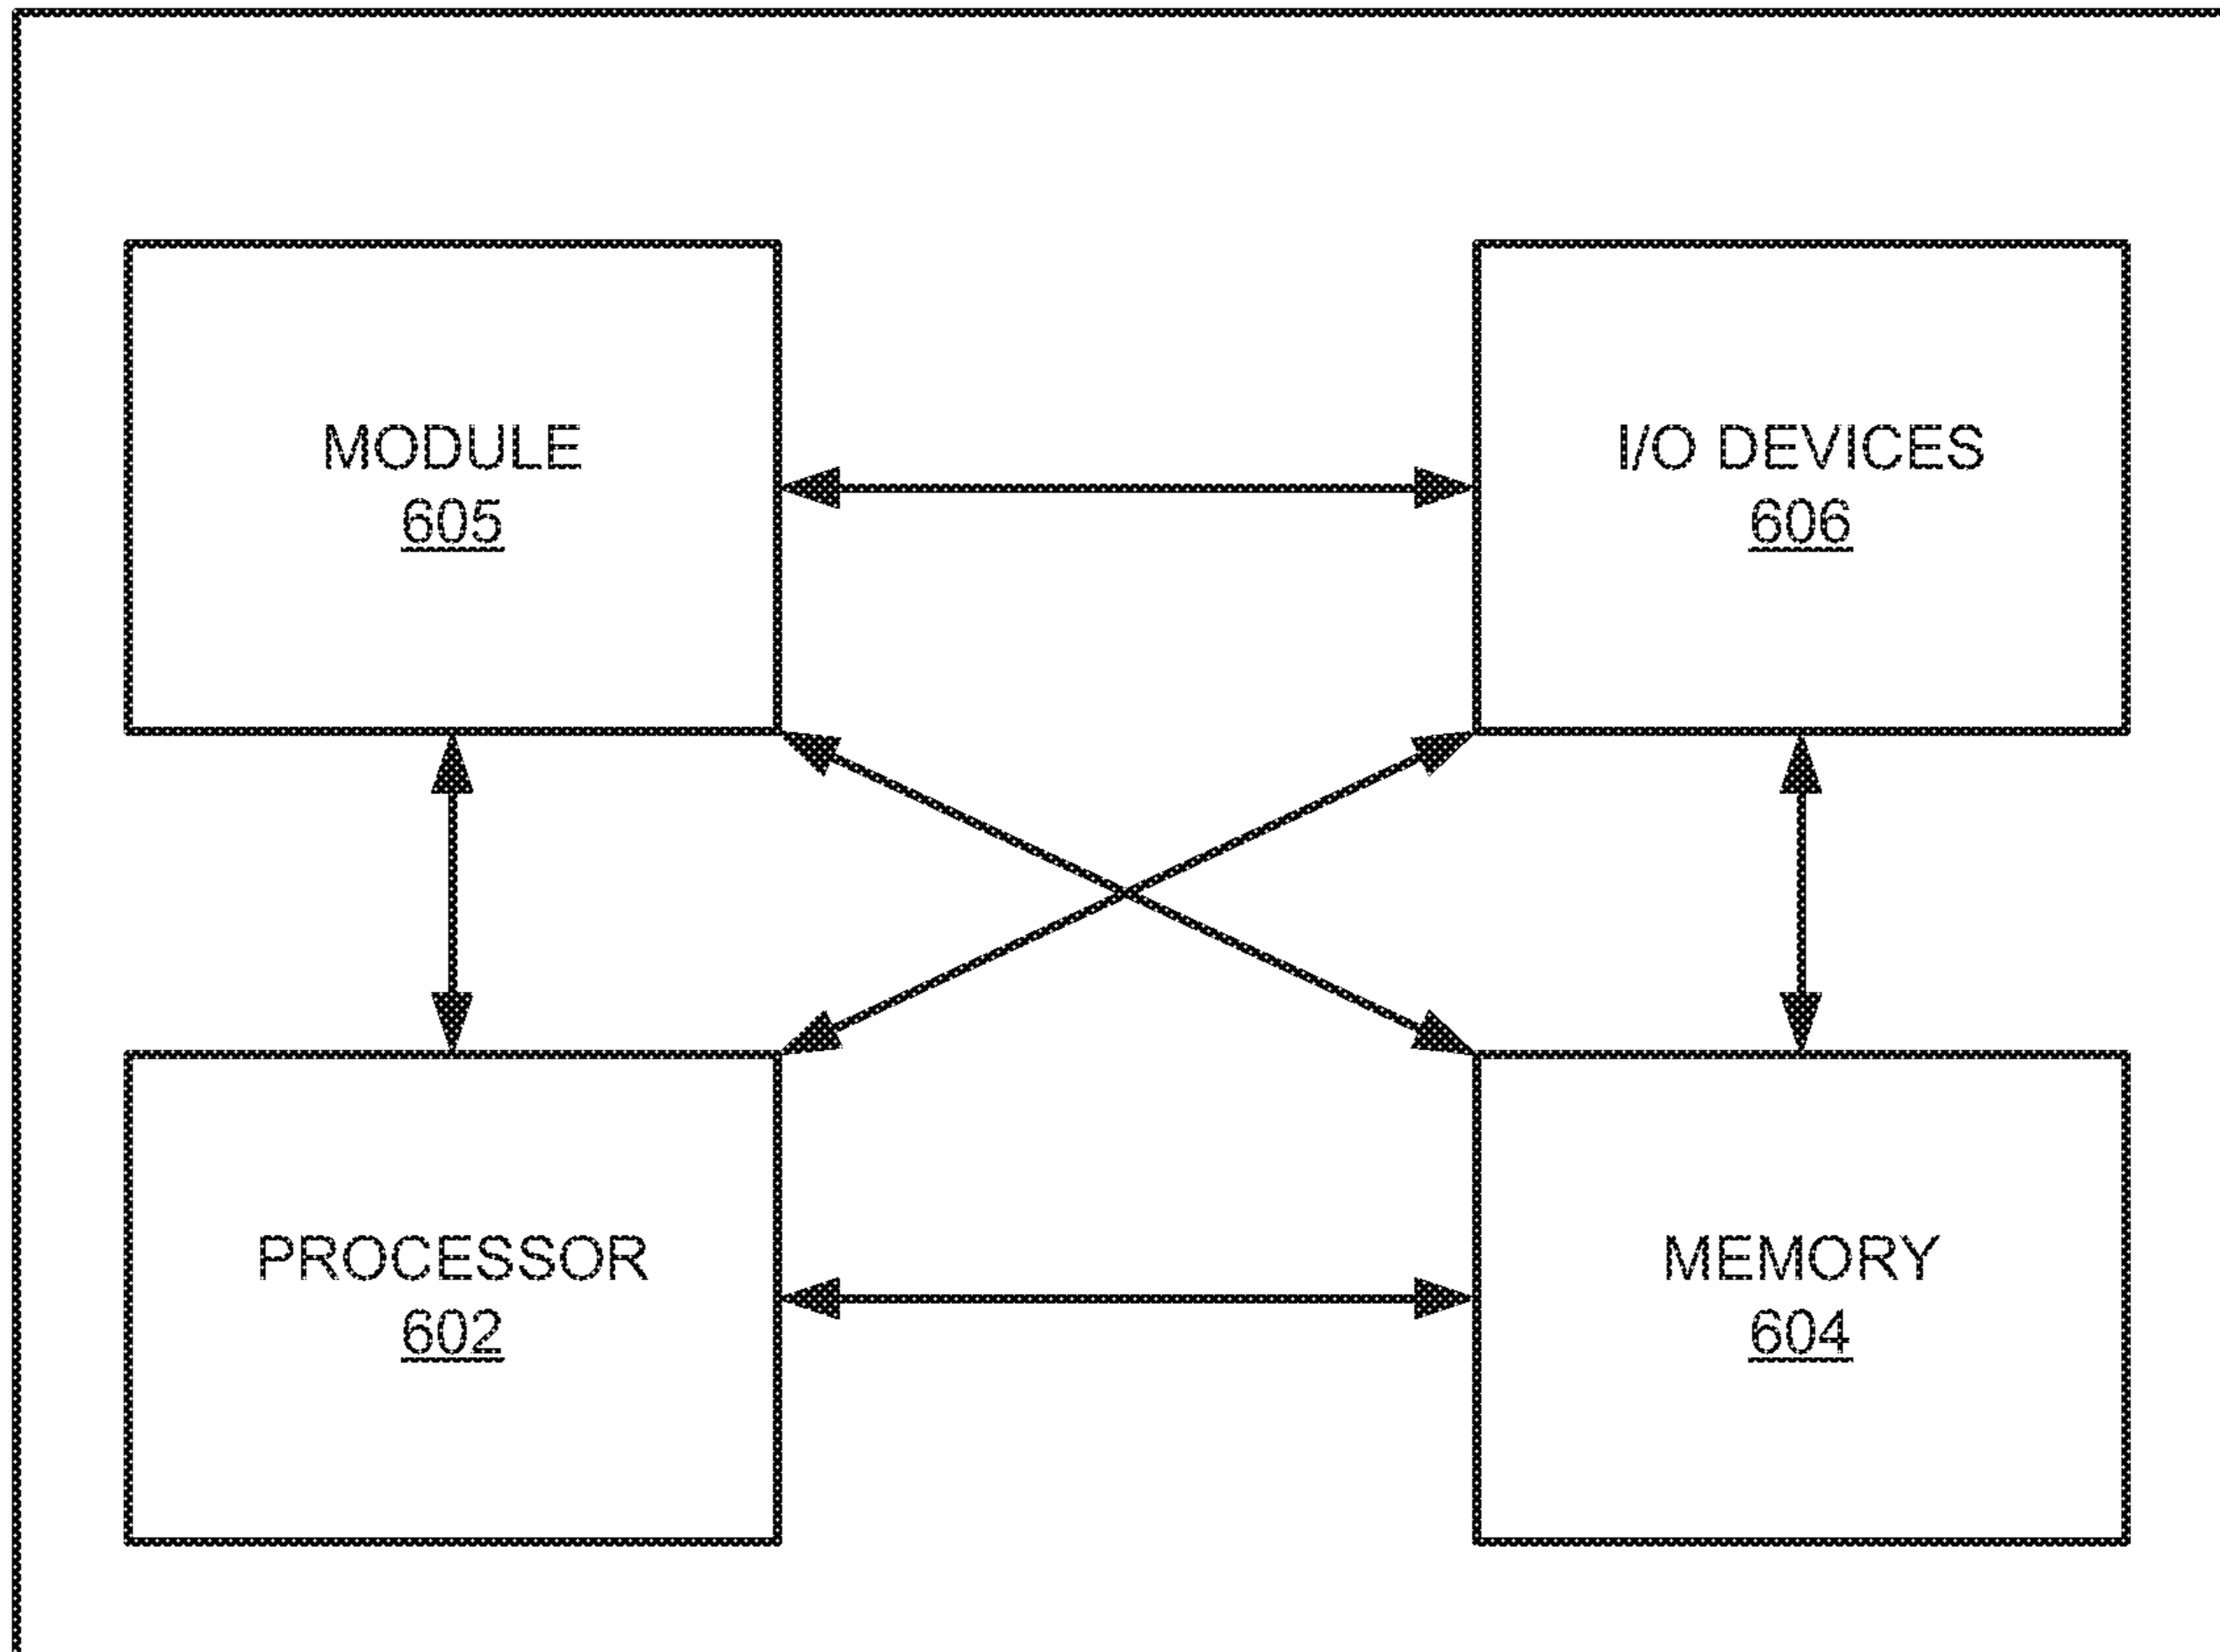 MODULE
605
I/O DEVICES
606
PROCESSOR
602
MEMORY
604